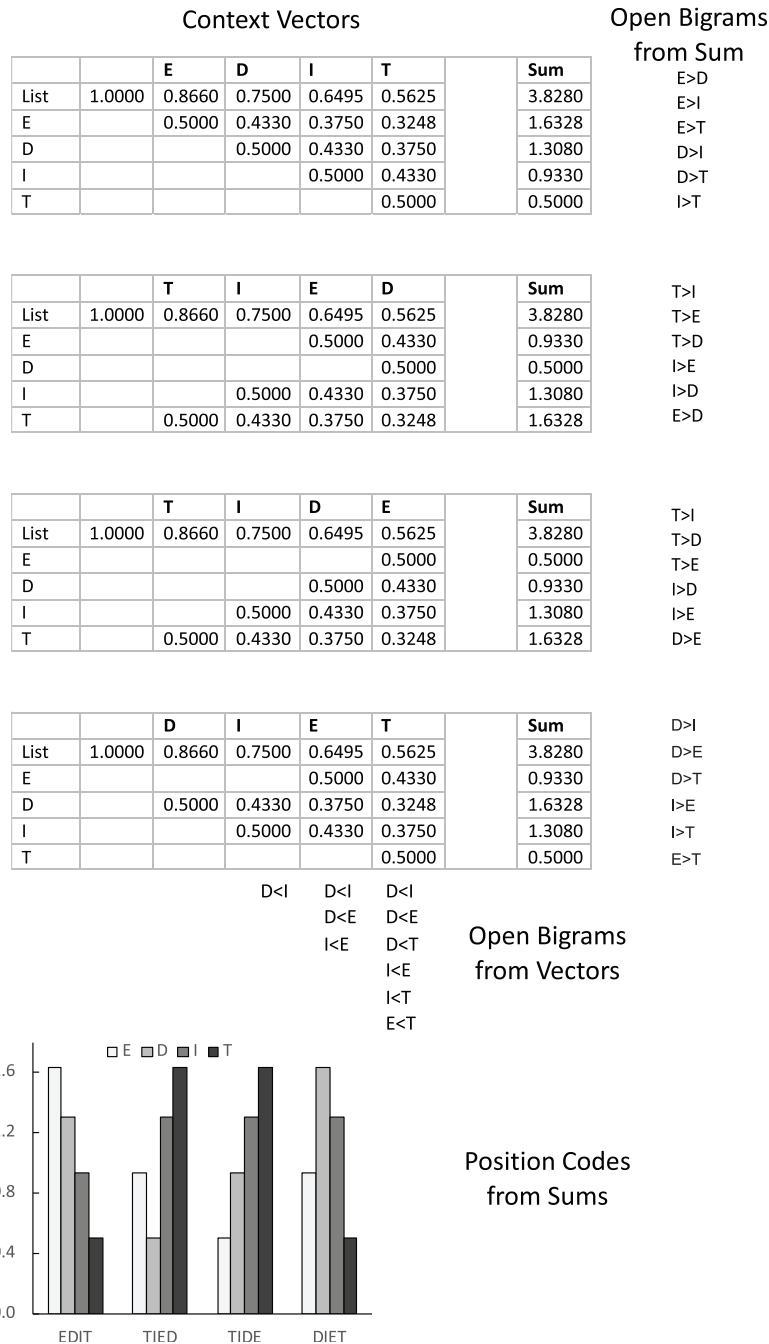 Context Vectors
Open Bigrams
from Sum
E D I T Sum
List 1.0000 0.8660 0.7500 0.6495 0.5625 3.8280
E 0.5000 0.4330 0.3750 0.3248 1.6328
D 0.5000 0.4330 0.3750 1.3080
I 0.5000 0.4330 0.9330
T 0.5000 0.5000
E>D
E>I
E>T
D>I
D>T
I>T
T I E D Sum
List 1.0000 0.8660 0.7500 0.6495 0.5625 3.8280
E 0.5000 0.4330 0.9330
D 0.5000 0.5000
I 0.5000 0.4330 0.3750 1.3080
T 0.5000 0.4330 0.3750 0.3248 1.6328
T>I
T>E
T>D
I>E
I>D
E>D
T I D E Sum
List 1.0000 0.8660 0.7500 0.6495 0.5625 3.8280
E 0.5000 0.5000
D 0.5000 0.4330 0.9330
I 0.5000 0.4330 0.3750 1.3080
T 0.5000 0.4330 0.3750 0.3248 1.6328
T>I
T>D
T>E
I>D
I>E
D>E
D I E T Sum
List 1.0000 0.8660 0.7500 0.6495 0.5625 3.8280
E 0.5000 0.4330 0.9330
D 0.5000 0.4330 0.3750 0.3248 1.6328
I 0.5000 0.4330 0.3750 1.3080
T 0.5000 0.5000
D>I
D>E
D>T
I>E
I>T
E>T
D<I D<I D<I
D<E D<E
I<E D<T
I<E
I<T
E<T
Open Bigrams
from Vectors
E D I T
.6
.2
.8
.4
.0
EDIT TIED TIDE DIET
Position Codes
from Sums